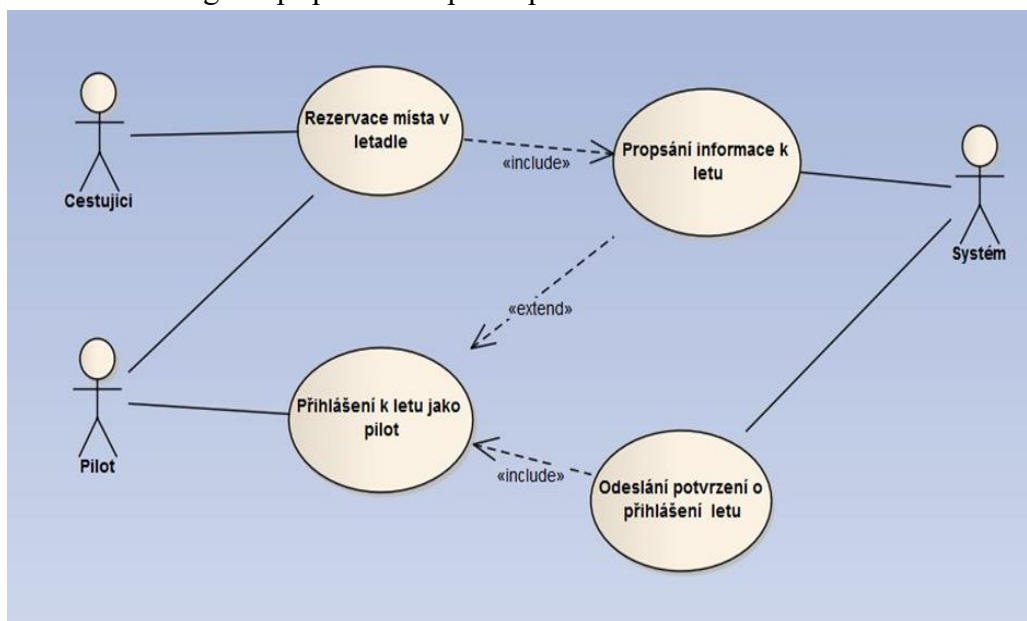 Rezervace místa v
letadle
«include»
Propsání informace k
letu
Cestujici
Systém
«extend»
Přihlášení k letu jako
pilot
Pilot
«include»
Odeslání potvrzení o
přihlášení letu